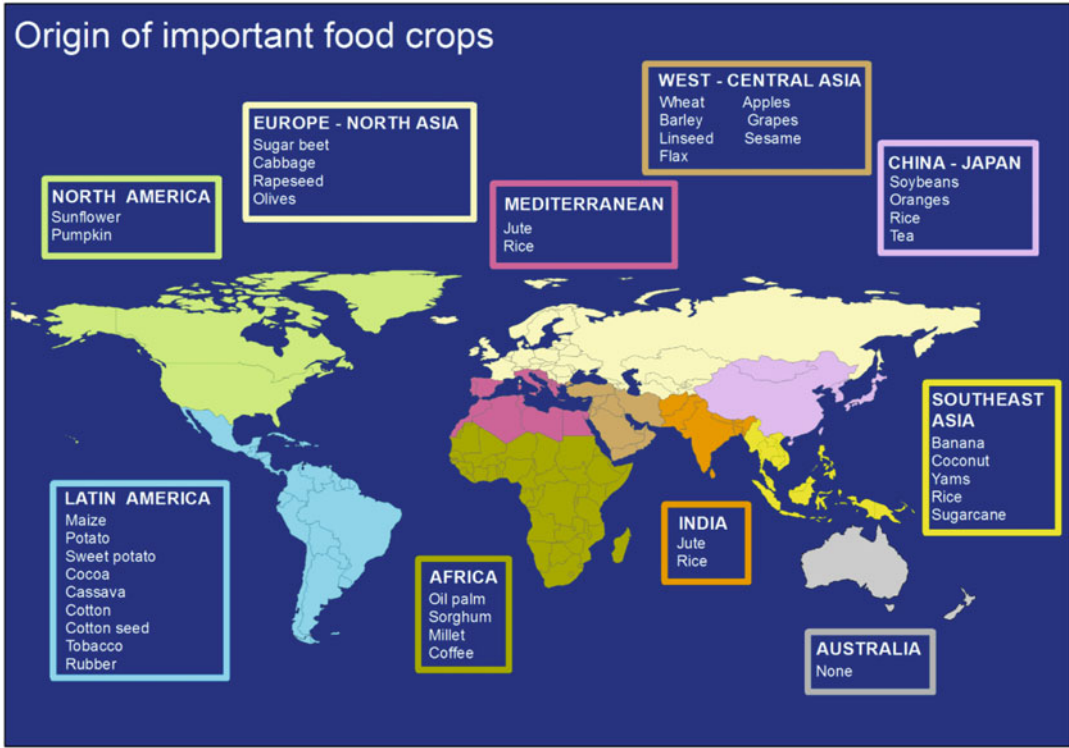 Origin of important food crops
WEST - CENTRAL ASIA
Wheat Apples
Barley Grapes
Linseed Sesame
Flax
EUROPE - NORTH ASIA
Sugar beet
Cabbage
Rapeseed
Olives
CHINA - JAPAN
Soybeans
Oranges
Rice
Tea
NORTH AMERICA
Sunflower
Pumpkin
MEDITERRANEAN
Jute
Rice
SOUTHEAST
ASIA
Banana
Coconut
Yams
Rice
Sugarcane
LATIN AMERICA
Maize
Potato
Sweet potato
Cocoa
Cassava
Cotton
Cotton seed
Tobacco
Rubber
AFRICA
Oil palm
Sorghum
Millet
Coffee
INDIA
Jute
Rice
AUSTRALIA
None